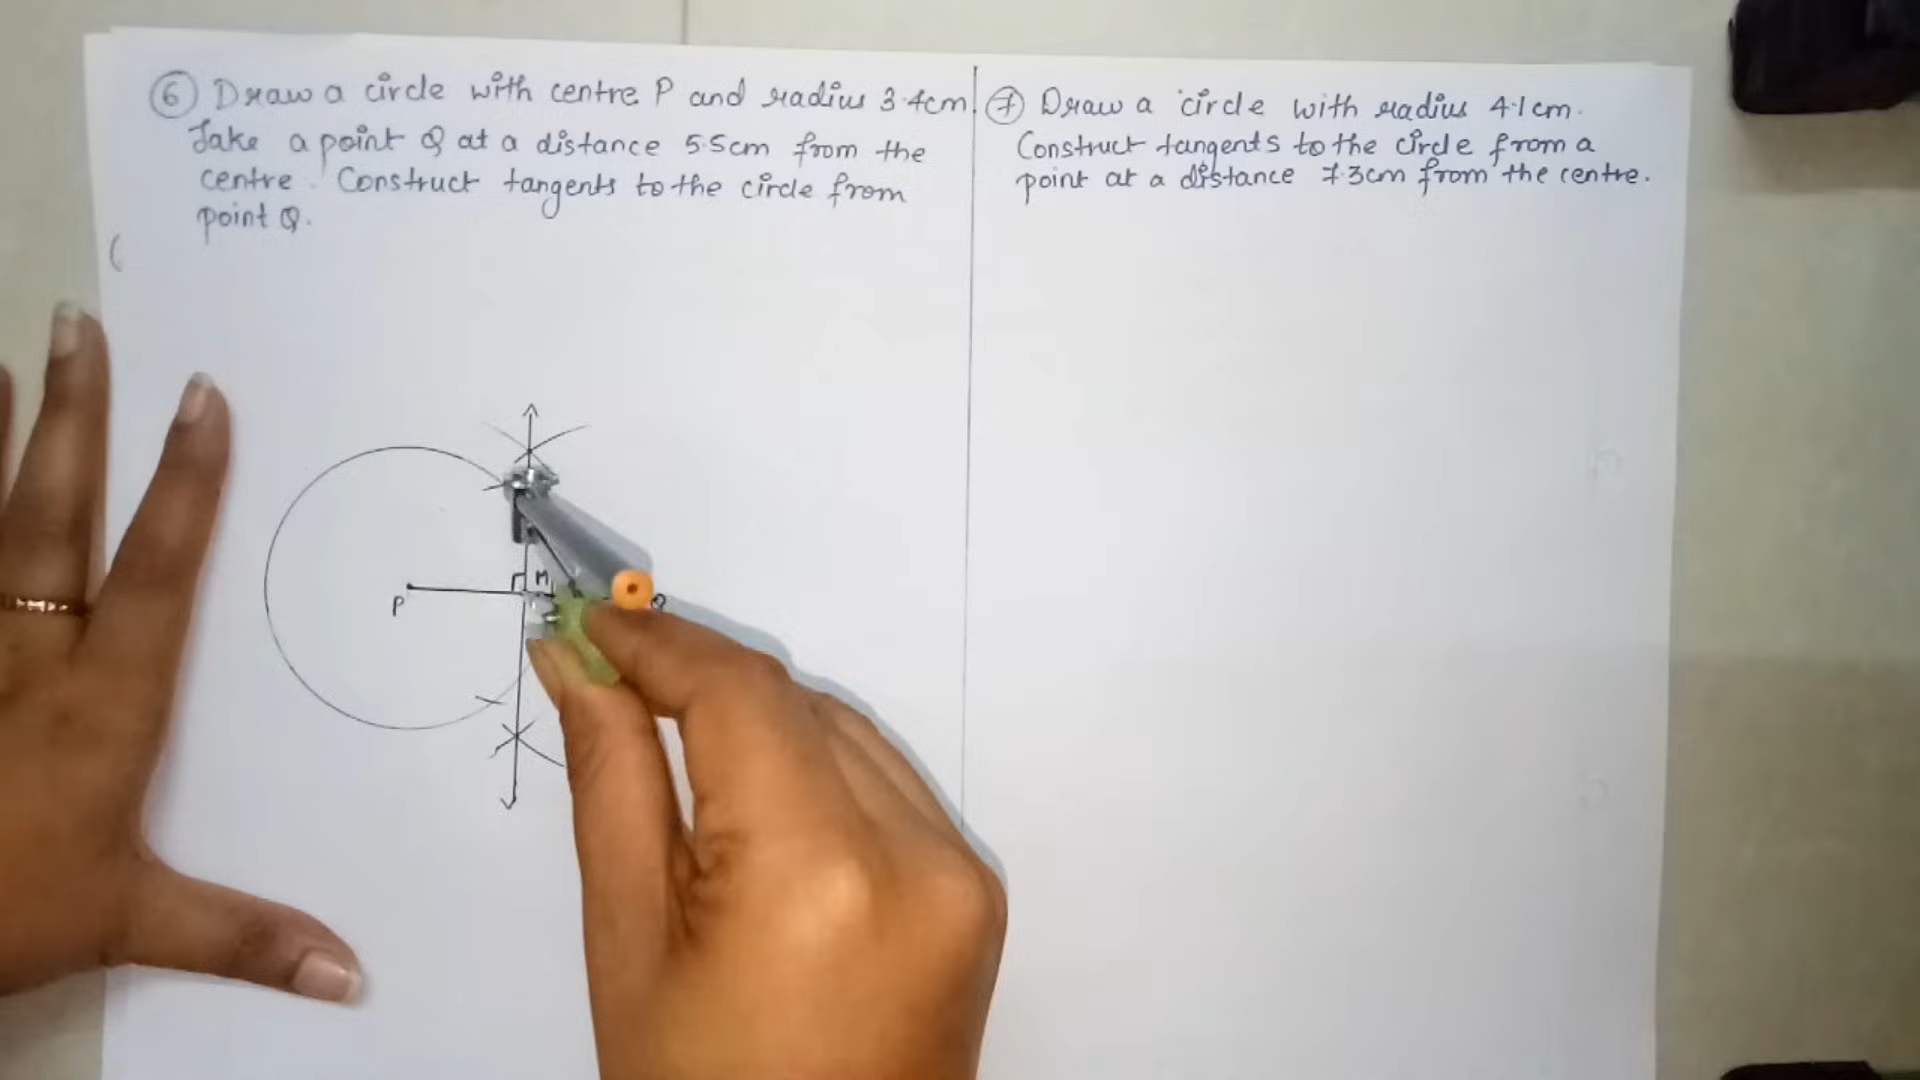 6 Draw a circle with centre P and radius 3.4cm.
Take a point Q at a distance 5.5cm from the
centre. Construct tangents to the circle from
point Q.
(
7 Draw a circle with radius 4.1cm.
Construct tangents to the circle from a
point at a distance 7.3cm from the centre.
P
M
Q